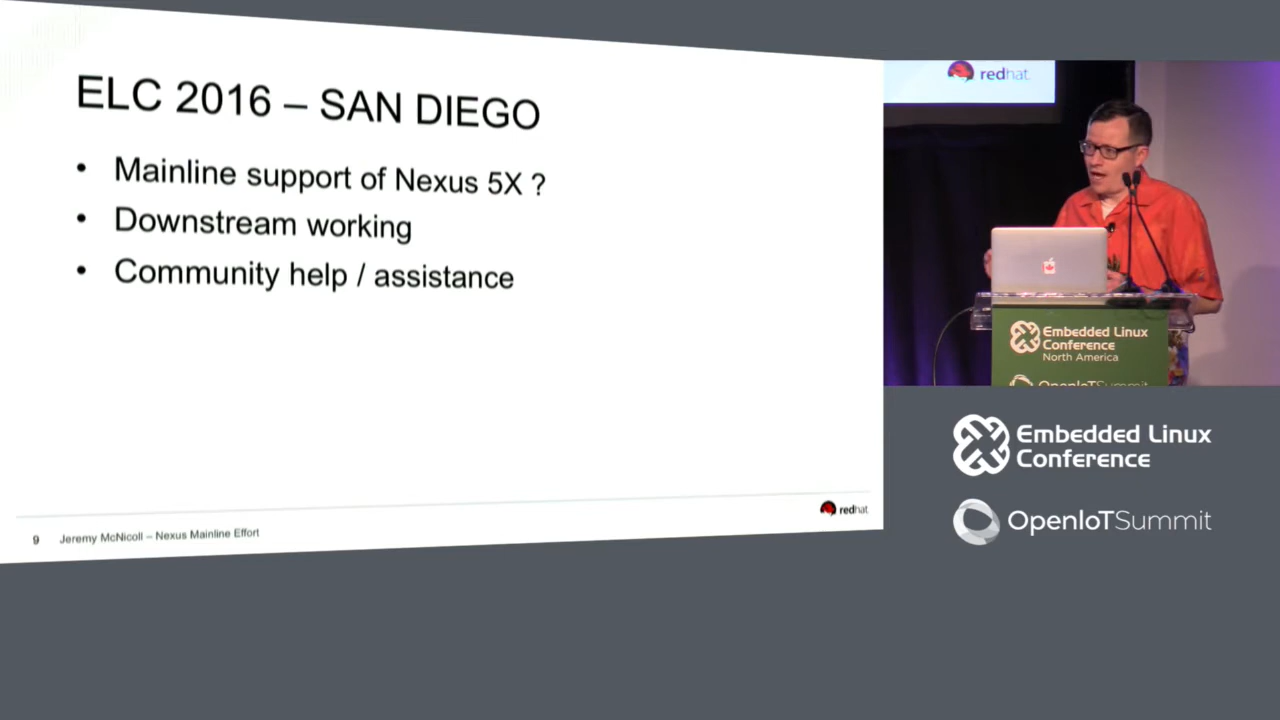 ELC 2016 – SAN DIEGO
• Mainline support of Nexus 5X ?
• Downstream working
• Community help / assistance
9 Jeremy McNicoll – Nexus Mainline Effort
redhat
redhat
Embedded Linux
Conference
North America
OpenIoTSummit
Embedded Linux
Conference
OpenIoTSummit